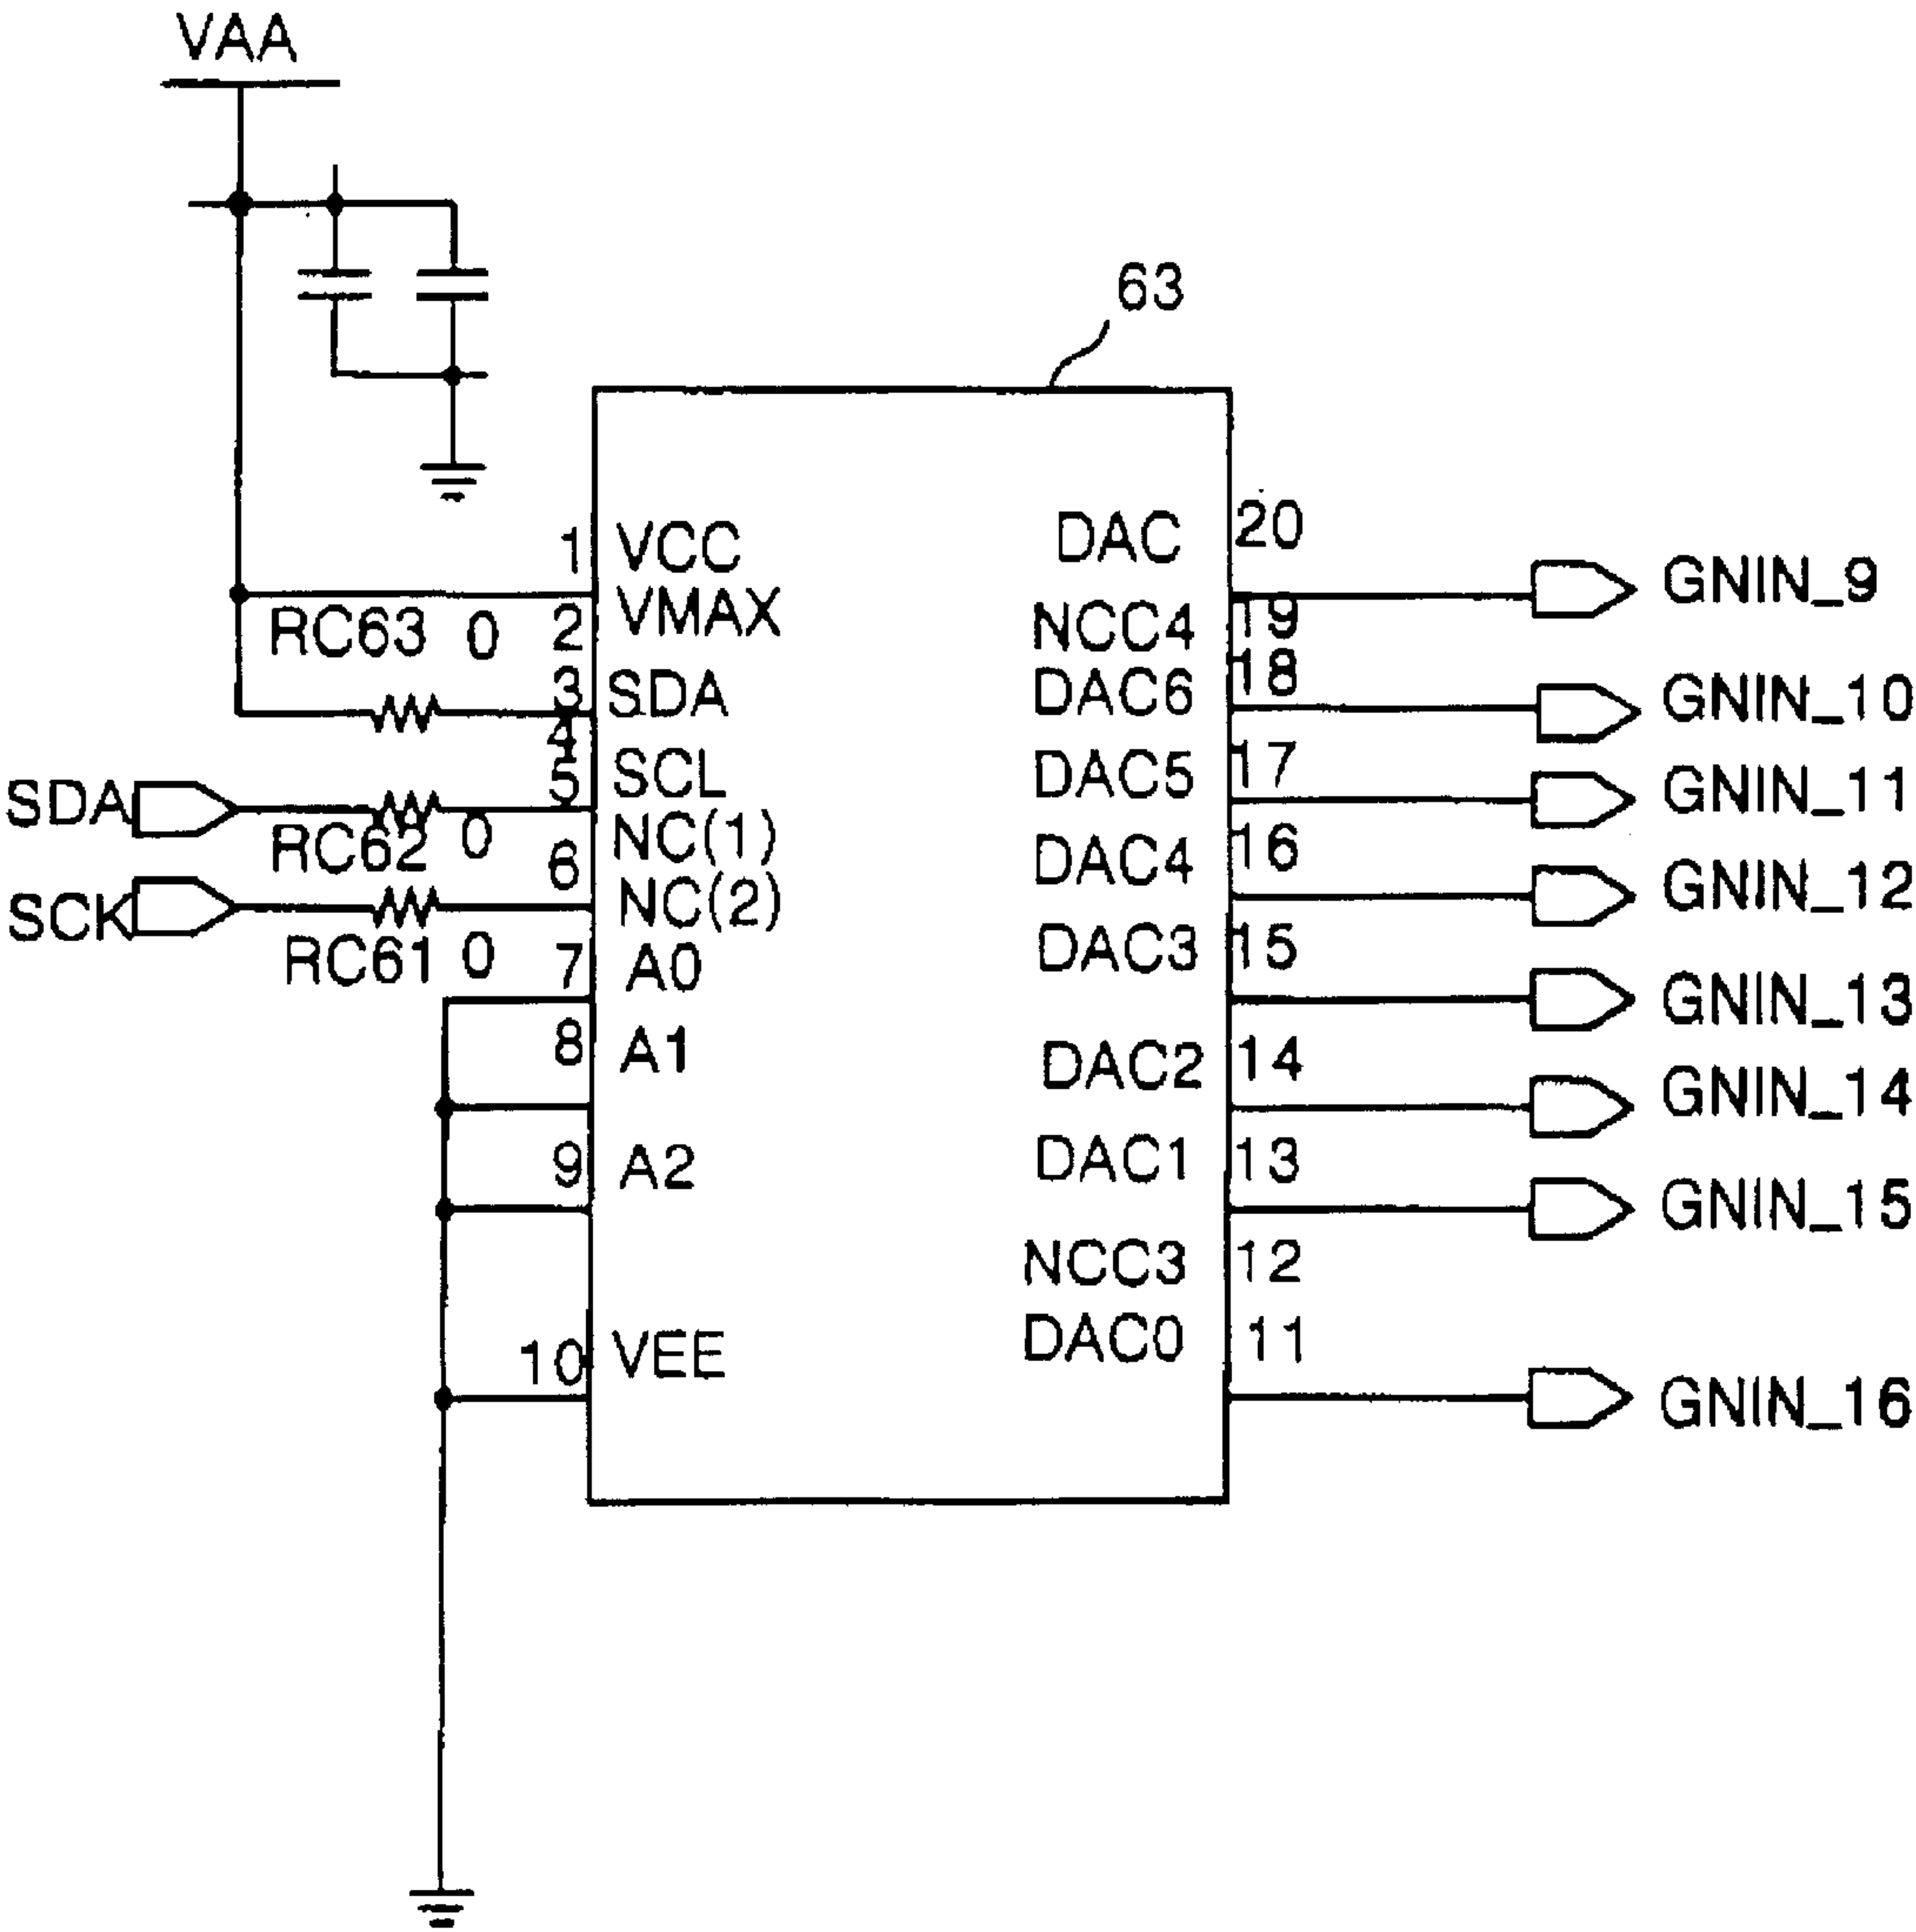 VAA
63
1 VCC DAC 20
GNIN_9
RC63 0 2 VMAX NCC4 19
3 SDA DAC6 18
GNIN_10
4
5 SCL DAC5 17
GNIN_11
SDA
RC62 0 NC(1)
6 DAC4 16
GNIN_12
SCK NC(2)
RC61 0 7 A0 DAC3 15
GNIN_13
8 A1 DAC2 14
GNIN_14
9 A2 DAC1 13
GNIN_15
NCC3 12
10 VEE DAC0 11
GNIN_16